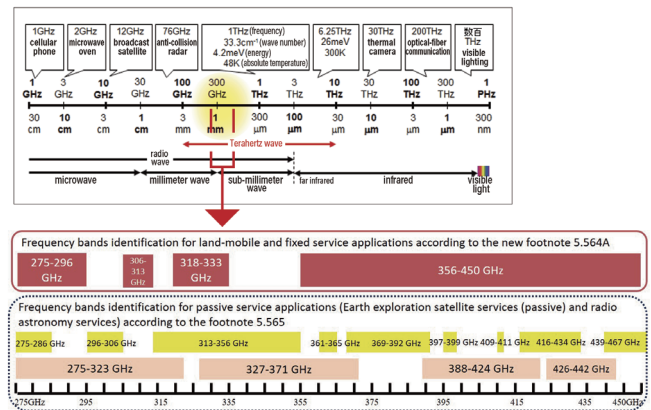 1GHz
cellular
phone
2GHz
microwave
oven
12GHz
broadcast
satellite
76GHz
anti-collision
radar
1THz (frequency)
33.3cm⁻¹ (wave number)
4.2meV (energy)
48K (absolute temperature)
6.25THz
26meV
300K
30THz
thermal
camera
200THz
optical-fiber
communication
数百
THz
visible
lighting
1 3 10 30 100 300 1 3 10 30 100 300 1
GHz GHz GHz GHz GHz GHz THz THz THz THz THz THz PHz
30 10 3 1 3 1 300 100 30 10 3 1 300
cm cm cm cm mm mm μm μm μm μm μm μm nm
Terahertz wave
radio
wave
microwave
millimeter wave
sub-millimeter
wave
far infrared
infrared
visible
light
Frequency bands identification for land-mobile and fixed service applications according to the new footnote 5.564A
275-296
GHz
306-
313
GHz
318-333
GHz
356-450 GHz
Frequency bands identification for passive service applications (Earth exploration satellite services (passive) and radio
astronomy services) according to the footnote 5.565
275-286 GHz 296-306 GHz 313-356 GHz 361-365 GHz 369-392 GHz 397-399 GHz 409-411 GHz 416-434 GHz 439-467 GHz
275-323 GHz 327-371 GHz 388-424 GHz 426-442 GHz
275GHz 295 315 335 355 375 395 415 435 450GHz